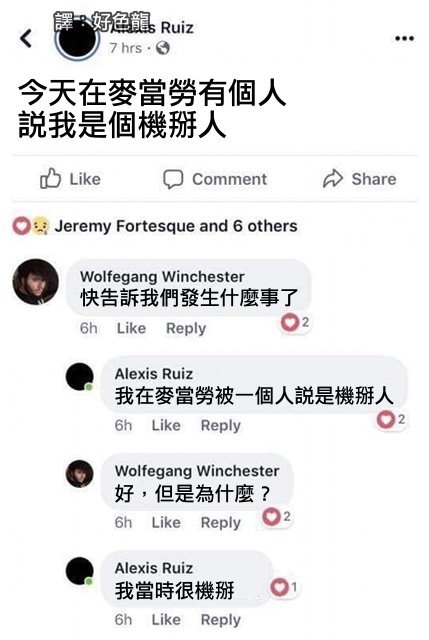 譯：好色龍
Alexis Ruiz
7 hrs ·
今天在麥當勞有個人
説我是個機掰人
Like Comment Share
Jeremy Fortesque and 6 others
Wolfegang Winchester
快告訴我們發生什麼事了
6h Like Reply 2
Alexis Ruiz
我在麥當勞被一個人説是機掰人
6h Like Reply 2
Wolfegang Winchester
好，但是為什麼？
6h Like Reply 2
Alexis Ruiz
我當時很機掰 1
6h Like Reply